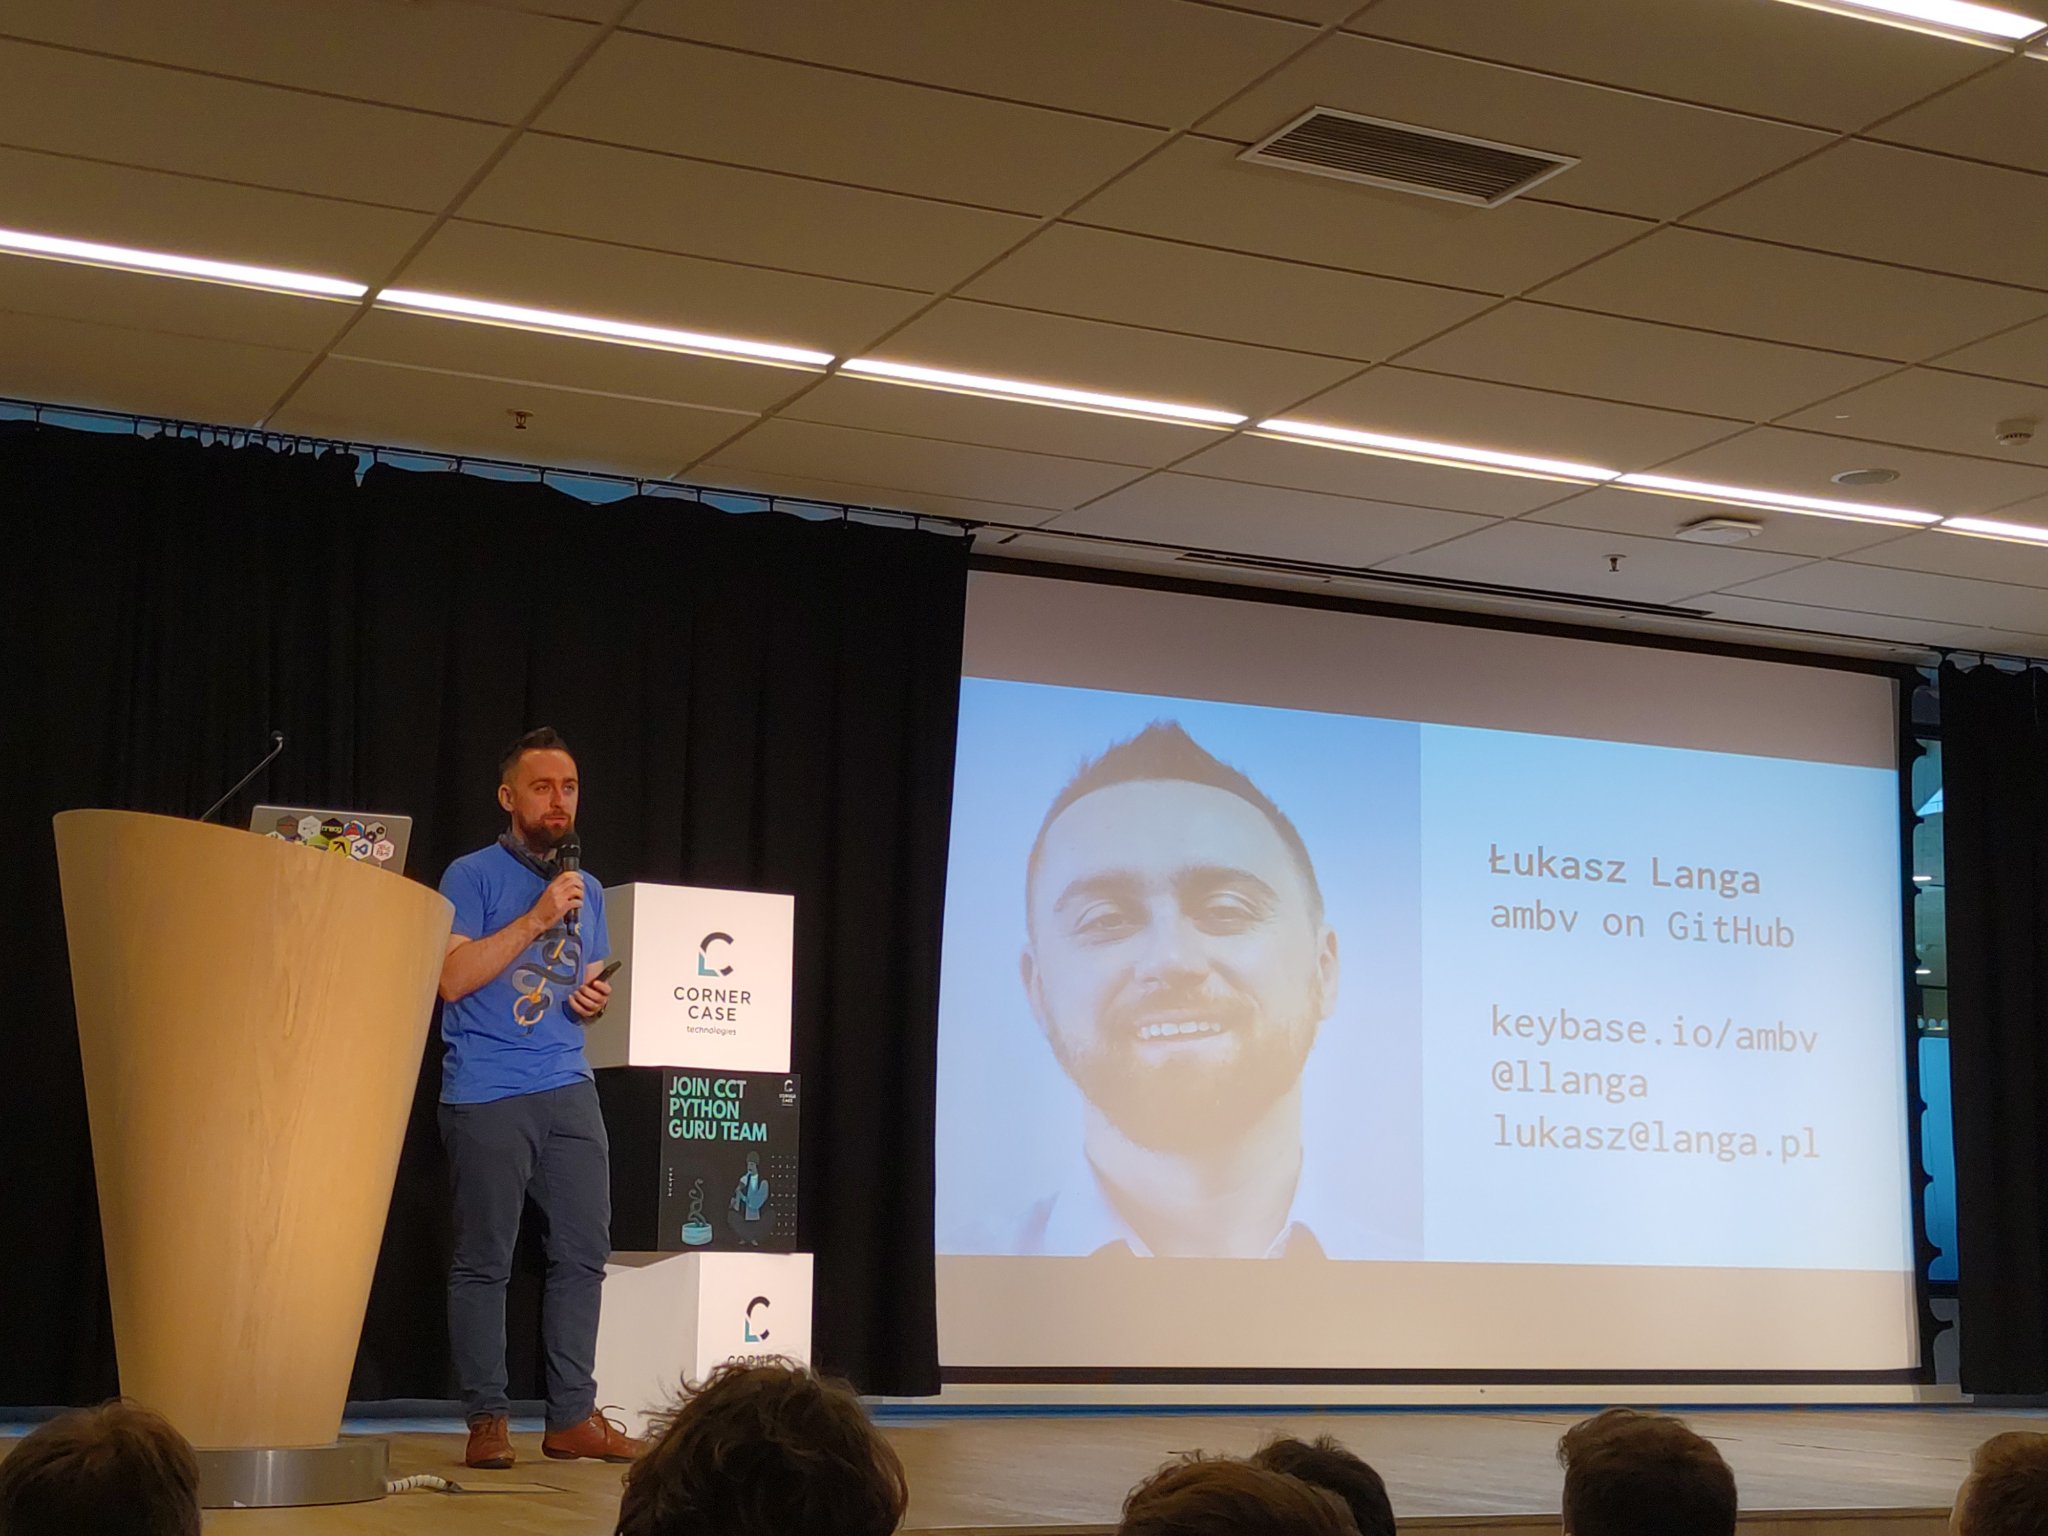 Łukasz Langa
ambv on GitHub
keybase.io/ambv
@llanga
lukasz@langa.pl
CORNER
CASE
technologies
JOIN CCT
PYTHON
GURU TEAM
CORNER